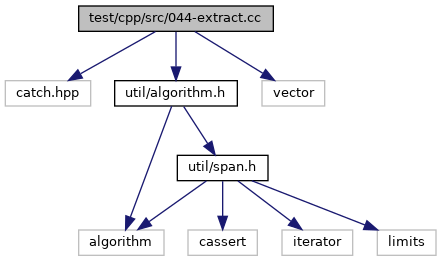 test/cpp/src/044-extract.cc
catch.hpp
util/algorithm.h
vector
util/span.h
algorithm
cassert
iterator
limits